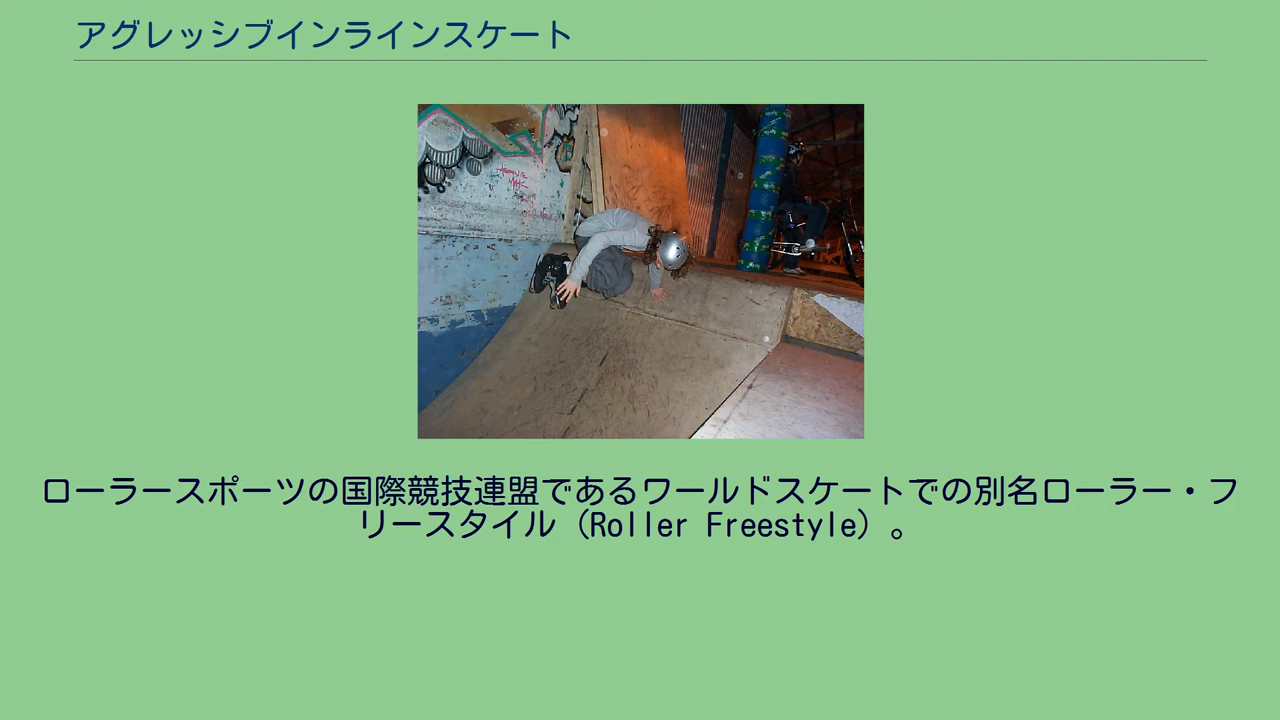 アグレッシブインラインスケート
ローラースポーツの国際競技連盟であるワールドスケートでの別名ローラー・フ
リースタイル（Roller Freestyle）。